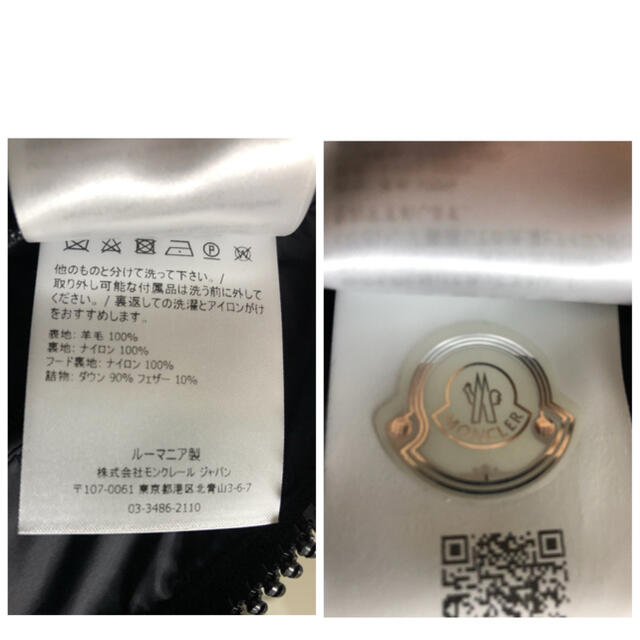 他のものと分けて洗って下さい。/
取り外し可能な付属品は洗う前に外して
ください。/ 裏返しての洗濯とアイロンがけ
をおすすめします。
表地: 羊毛 100%
裏地: ナイロン 100%
フード裏地: ナイロン 100%
詰物: ダウン 90% フェザー 10%
ルーマニア製
株式会社モンクレール ジャパン
〒107-0061 東京都港区北青山3-6-7
03-3486-2110
MONCLER